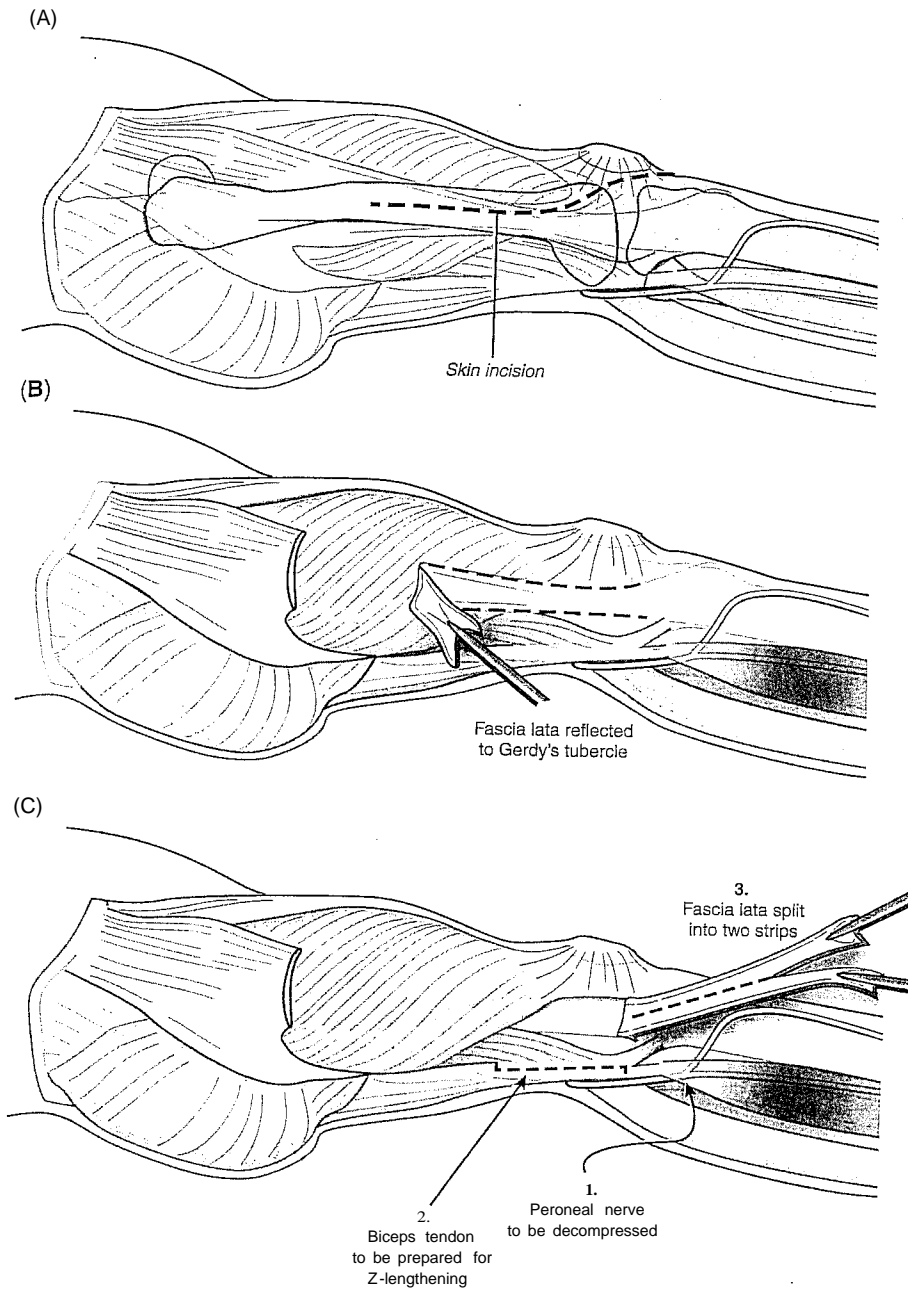 (A)
Skin incision
(B)
Fascia lata reflected
to Gerdy's tubercle
(C)
3.
Fascia lata split
into two strips
1.
Peroneal nerve
to be decompressed
2.
Biceps tendon
to be prepared for
Z-lengthening